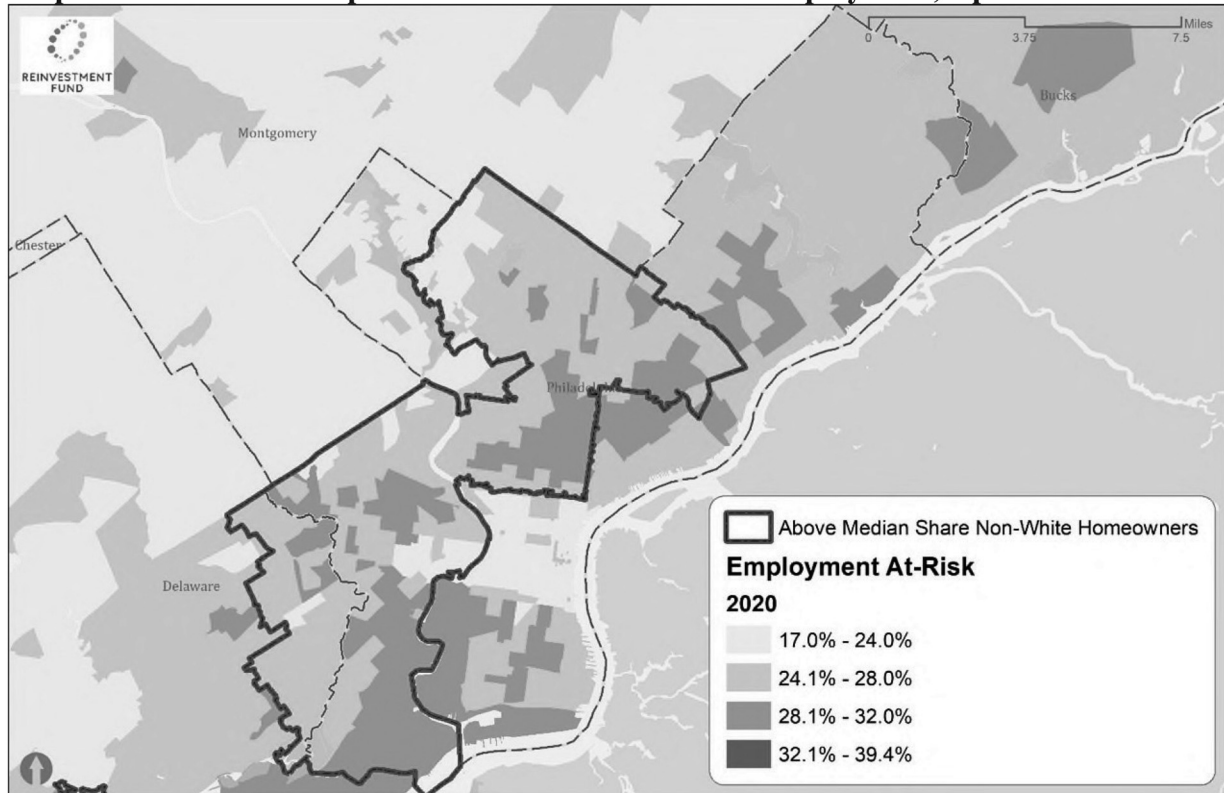 REINVESTMENT
FUND
Miles
0 3.75 7.5
Bucks
Montgomery
Chester
Philadelphia
Delaware
Above Median Share Non-White Homeowners
Employment At-Risk
2020
17.0% - 24.0%
24.1% - 28.0%
28.1% - 32.0%
32.1% - 39.4%